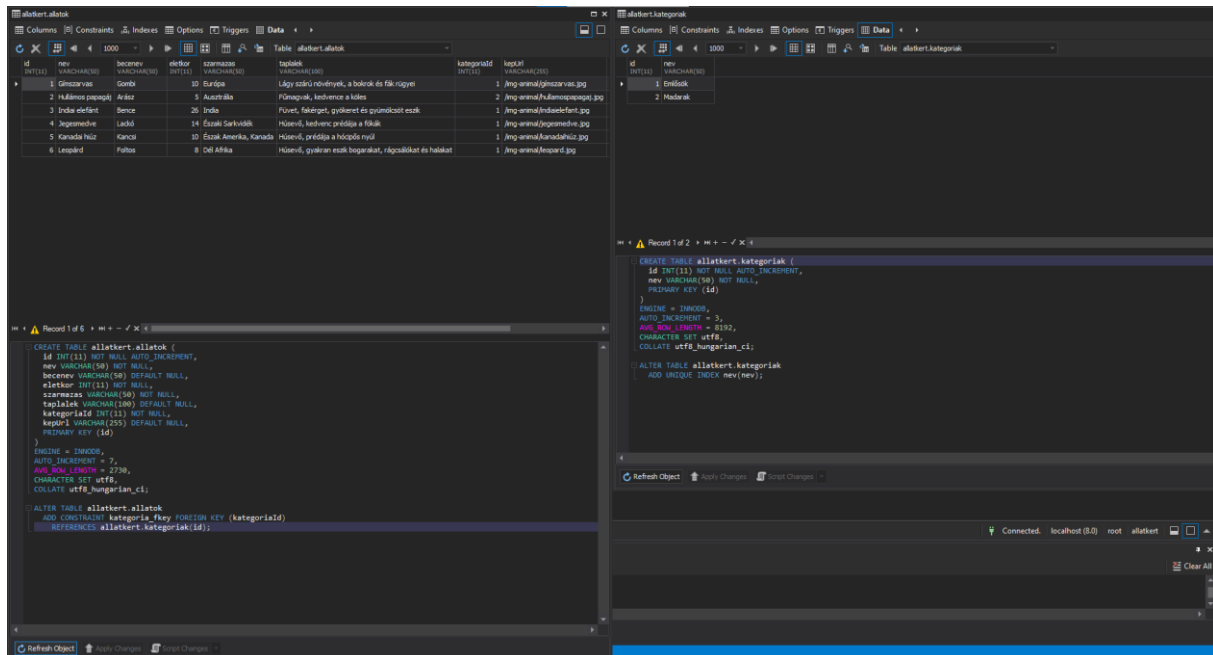 allatkert.allatok
Columns Constraints Indexes Options Triggers Data
1000 Table allatkert.allatok
id nev becenev eletkor szarmazas taplalek kategoriaId kepUrl
INT(11) VARCHAR(50) VARCHAR(50) INT(11) VARCHAR(50) VARCHAR(100) INT(11) VARCHAR(255)
1 Gímszarvas Gombi 10 Európa Lágy szárú növények, a bokrok és fák rügyei 1 /img-animal/gimszarvas.jpg
2 Hullámos papagáj Arász 5 Ausztrália Fűmagvak, kedvence a köles 2 /img-animal/hullamospapagaj.jpg
3 Indiai elefánt Bence 26 India Füvet, fakérget, gyökeret és gyümölcsöt eszik 1 /img-animal/indiaielefant.jpg
4 Jegesmedve Lackó 14 Északi Sarkvidék Húsevő, kedvenc prédája a fókák 1 /img-animal/jegesmedve.jpg
5 Kanadai hiúz Kancsi 10 Észak Amerika, Kanada Húsevő, prédája a hócipős nyúl 1 /img-animal/kanadaihiúz.jpg
6 Leopárd Foltos 8 Dél Afrika Húsevő, gyakran eszik bogarakat, rágcsálókat és halakat 1 /img-animal/leopard.jpg
Record 1 of 6
CREATE TABLE allatkert.allatok (
id INT(11) NOT NULL AUTO_INCREMENT,
nev VARCHAR(50) NOT NULL,
becenev VARCHAR(50) DEFAULT NULL,
eletkor INT(11) NOT NULL,
szarmazas VARCHAR(50) NOT NULL,
taplalek VARCHAR(100) DEFAULT NULL,
kategoriaId INT(11) NOT NULL,
kepUrl VARCHAR(255) DEFAULT NULL,
PRIMARY KEY (id)
)
ENGINE = INNODB,
AUTO_INCREMENT = 7,
AVG_ROW_LENGTH = 2730,
CHARACTER SET utf8,
COLLATE utf8_hungarian_ci;
ALTER TABLE allatkert.allatok
ADD CONSTRAINT kategoria_fkey FOREIGN KEY (kategoriaId)
REFERENCES allatkert.kategoriak(id);
Refresh Object Apply Changes Script Changes
allatkert.kategoriak
Columns Constraints Indexes Options Triggers Data
1000 Table allatkert.kategoriak
id nev
INT(11) VARCHAR(50)
1 Emlősök
2 Madarak
Record 1 of 2
CREATE TABLE allatkert.kategoriak (
id INT(11) NOT NULL AUTO_INCREMENT,
nev VARCHAR(50) NOT NULL,
PRIMARY KEY (id)
)
ENGINE = INNODB,
AUTO_INCREMENT = 3,
AVG_ROW_LENGTH = 8192,
CHARACTER SET utf8,
COLLATE utf8_hungarian_ci;
ALTER TABLE allatkert.kategoriak
ADD UNIQUE INDEX nev(nev);
Refresh Object Apply Changes Script Changes
Connected. localhost (8.0) root allatkert
Clear All